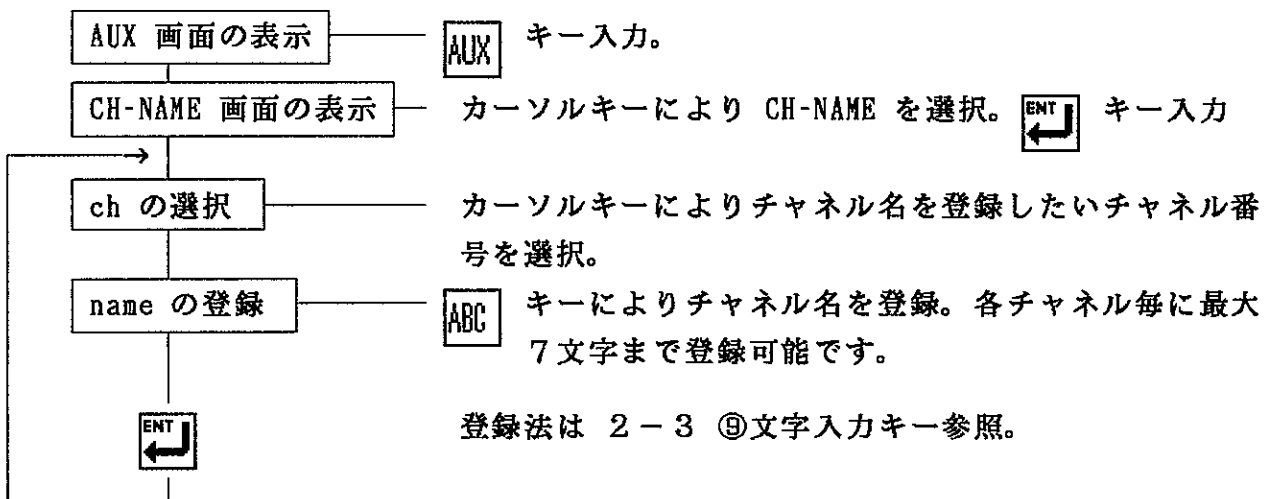 AUX 画面の表示 AUX キー入力。
CH-NAME 画面の表示 カーソルキーにより CH-NAME を選択。 ENT キー入力
ch の選択 カーソルキーによりチャネル名を登録したいチャネル番
号を選択。
name の登録 ABC キーによりチャネル名を登録。各チャネル毎に最大
7文字まで登録可能です。
ENT 登録法は 2-3 ⑨文字入力キー参照。